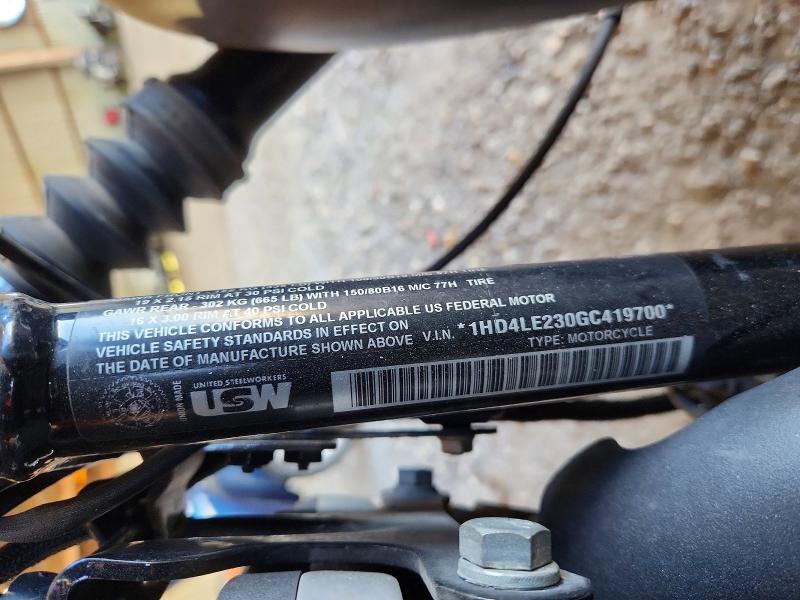 19 X 2.15 RIM AT 30 PSI COLD
GAWR REAR - 302 KG (665 LB) WITH 150/80B16 M/C 77H TIRE
16 X 3.00 RIM AT 40 PSI COLD
THIS VEHICLE CONFORMS TO ALL APPLICABLE US FEDERAL MOTOR
VEHICLE SAFETY STANDARDS IN EFFECT ON
THE DATE OF MANUFACTURE SHOWN ABOVE V.I.N. *1HD4LE230GC419700*
TYPE: MOTORCYCLE
UNION MADE
UNITED STEELWORKERS
USW